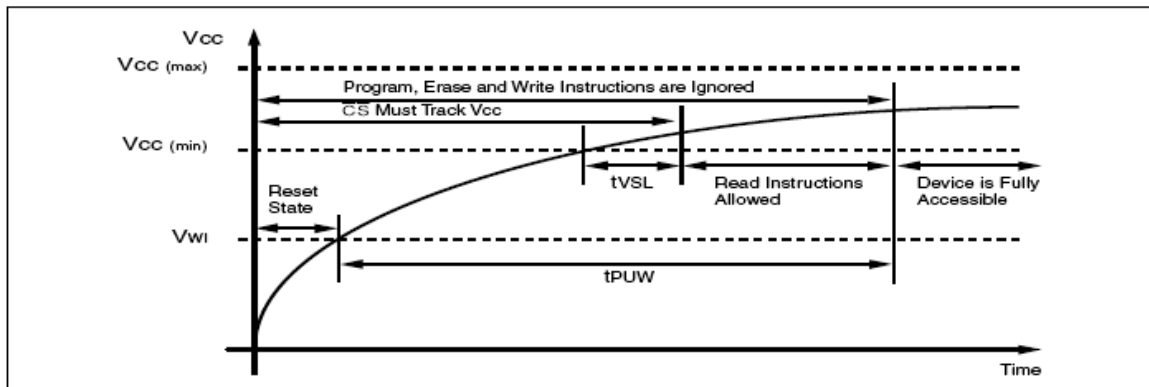 Vcc
Vcc (max)
Program, Erase and Write Instructions are Ignored
CS Must Track Vcc
Vcc (min)
tVSL
Read Instructions
Allowed
Device is Fully
Accessible
Reset
State
VWI
tPUW
Time